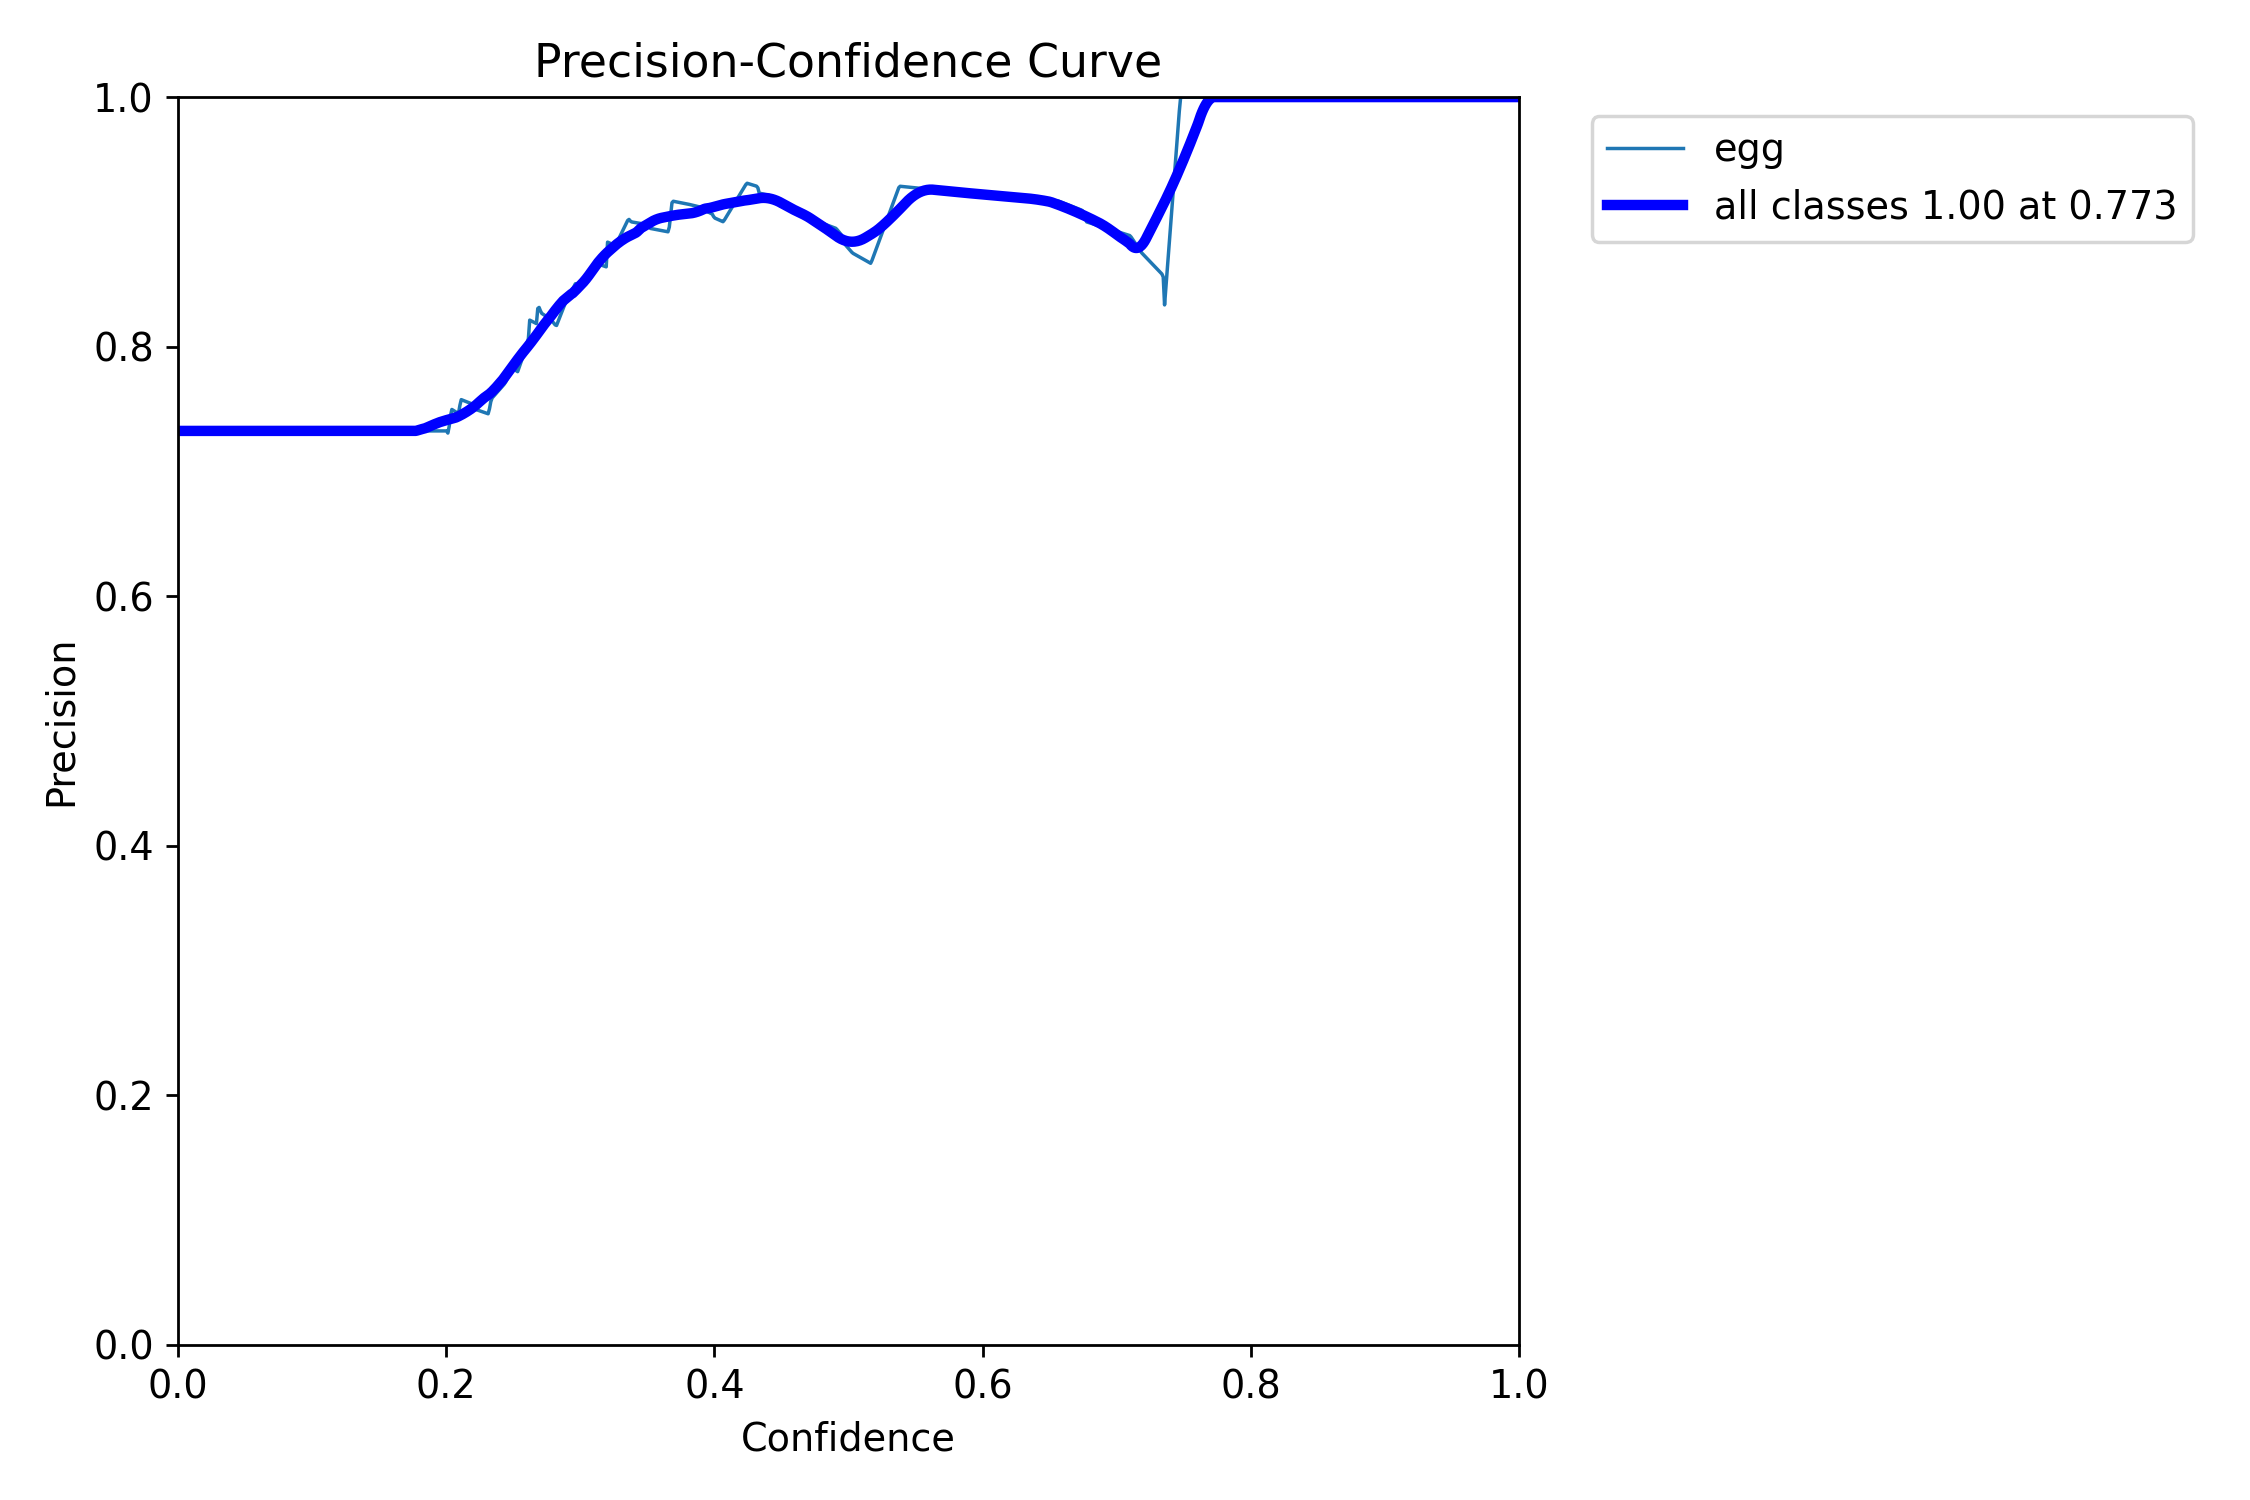 Precision-Confidence Curve
1.0
0.8
0.6
0.4
0.2
0.0
Precision
0.0 0.2 0.4 0.6 0.8 1.0
Confidence
egg
all classes 1.00 at 0.773